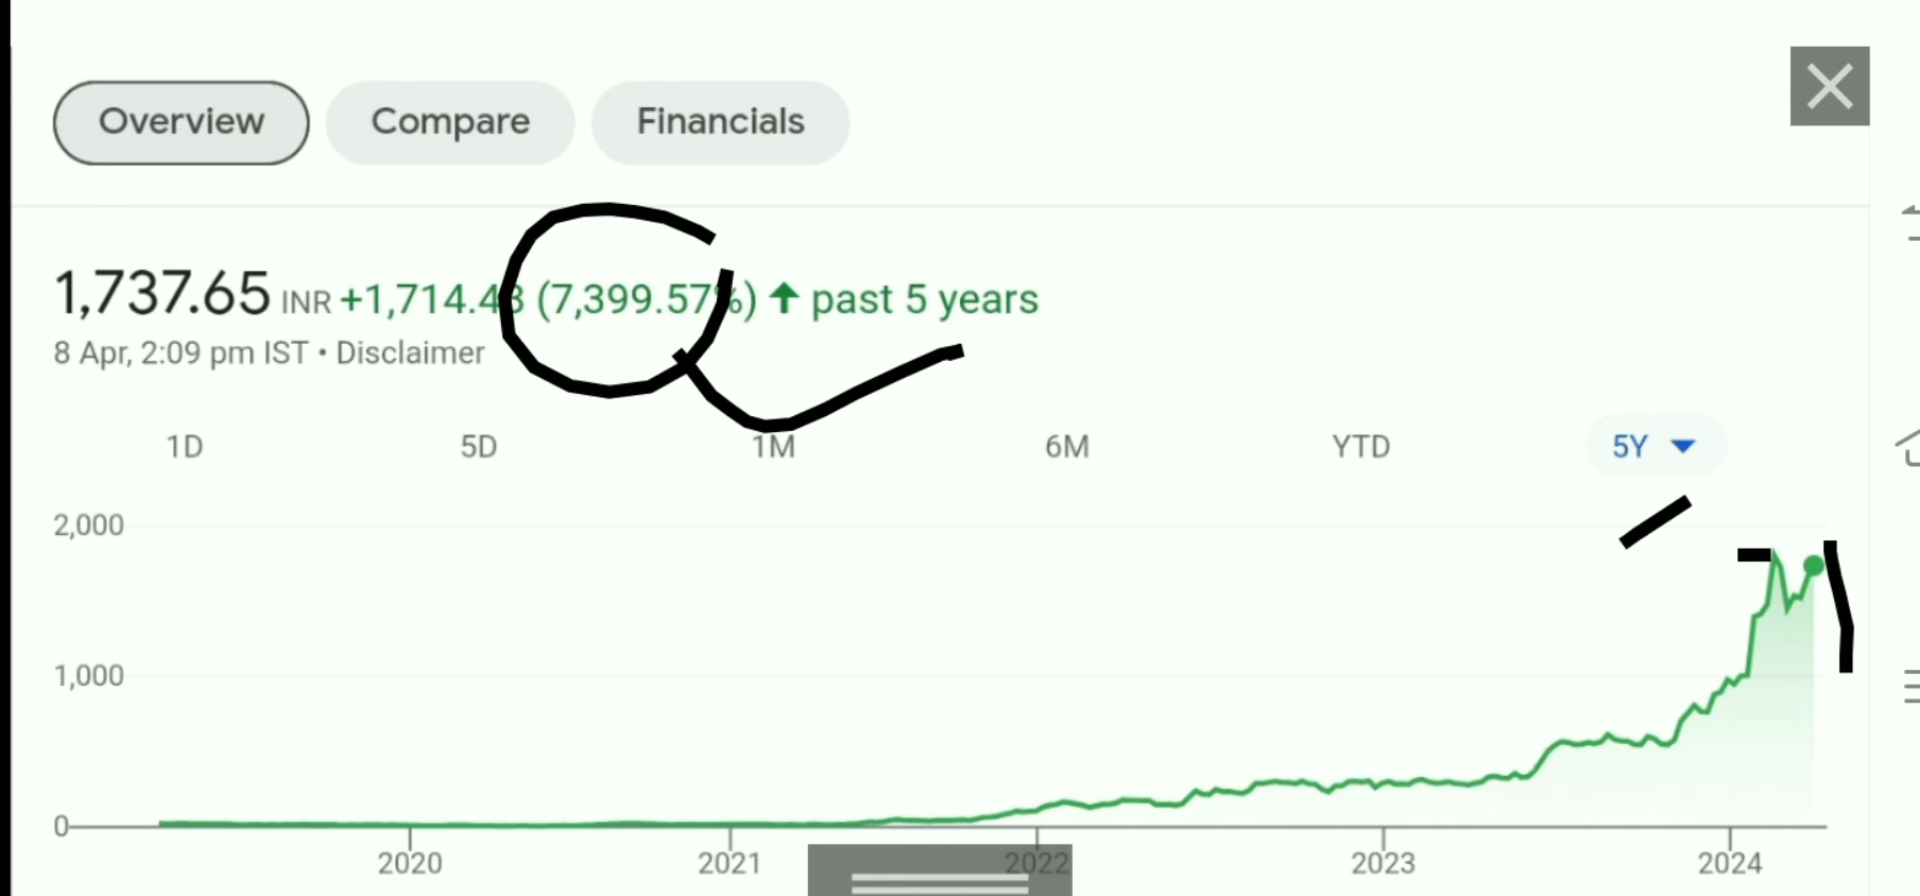 Overview Compare Financials
1,737.65 INR +1,714.48 (7,399.57%) ↑ past 5 years
8 Apr, 2:09 pm IST • Disclaimer
1D 5D 1M 6M YTD 5Y
2,000
1,000
0
2020 2021 2022 2023 2024